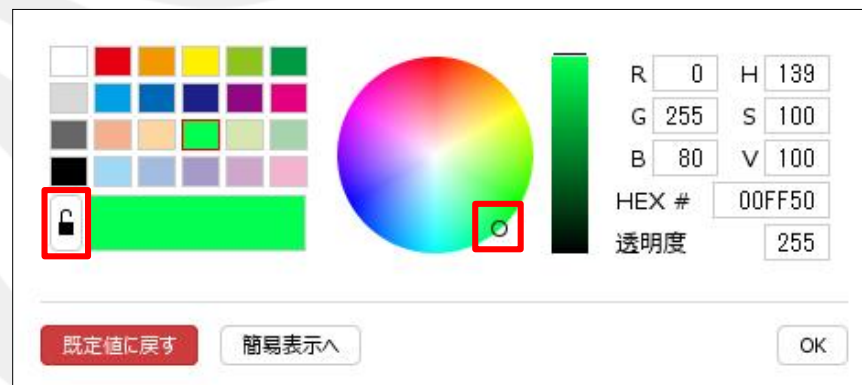 R 0 H 139
G 255 S 100
B 80 V 100
HEX # 00FF50
透明度 255
既定値に戻す 簡易表示へ OK